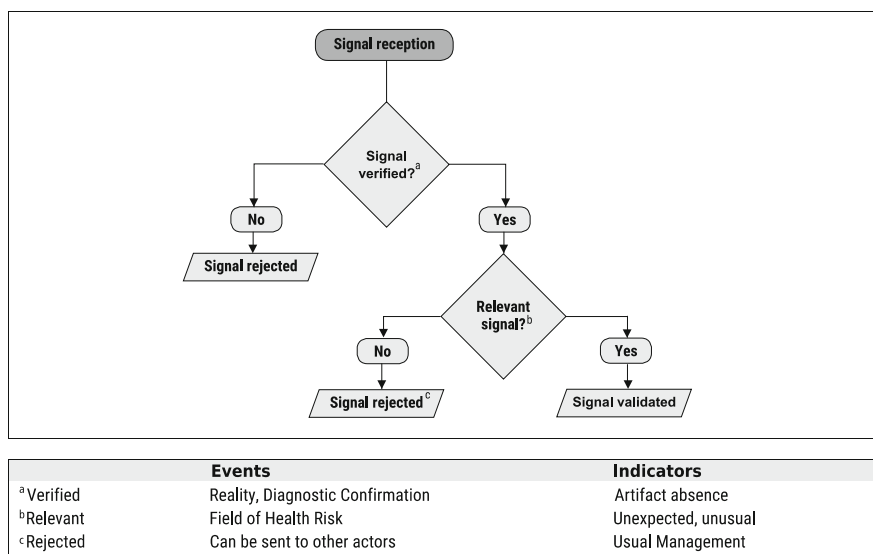 Signal reception
Signal
verified?a
No
Yes
Signal rejected
Relevant
signal?b
No
Yes
Signal rejectedc
Signal validated
Events Indicators
aVerified Reality, Diagnostic Confirmation Artifact absence
bRelevant Field of Health Risk Unexpected, unusual
cRejected Can be sent to other actors Usual Management